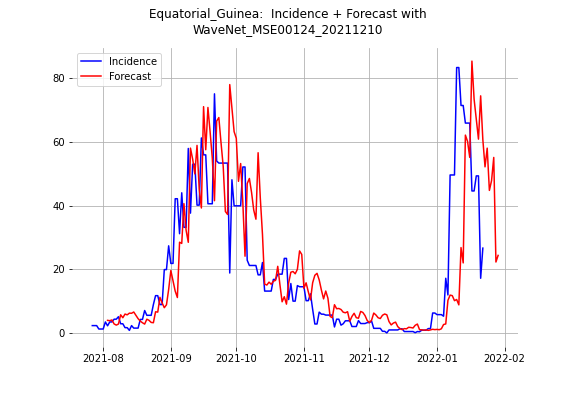 Equatorial_Guinea:  Incidence + Forecast with
WaveNet_MSE00124_20211210
Incidence
Forecast
80
60
40
20
0
2021-08 2021-09 2021-10 2021-11 2021-12 2022-01 2022-02